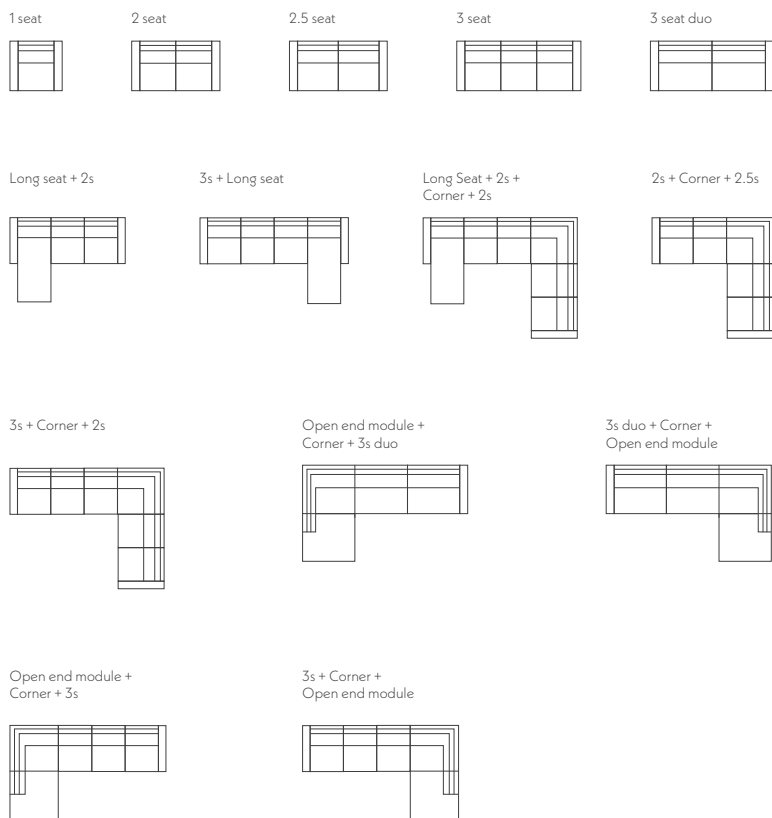 1 seat
2 seat
2.5 seat
3 seat
3 seat duo
Long seat + 2s
3s + Long seat
Long Seat + 2s +
Corner + 2s
2s + Corner + 2.5s
3s + Corner + 2s
Open end module +
Corner + 3s duo
3s duo + Corner +
Open end module
Open end module +
Corner + 3s
3s + Corner +
Open end module